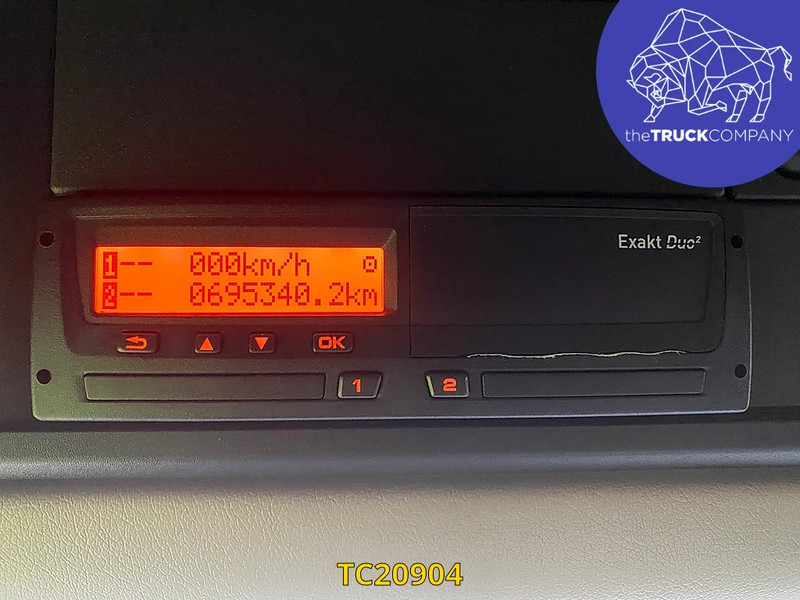 theTRUCKCOMPANY
Exakt Duo²
1-- 000km/h
2-- 0695340.2km
OK
1
2
TC20904